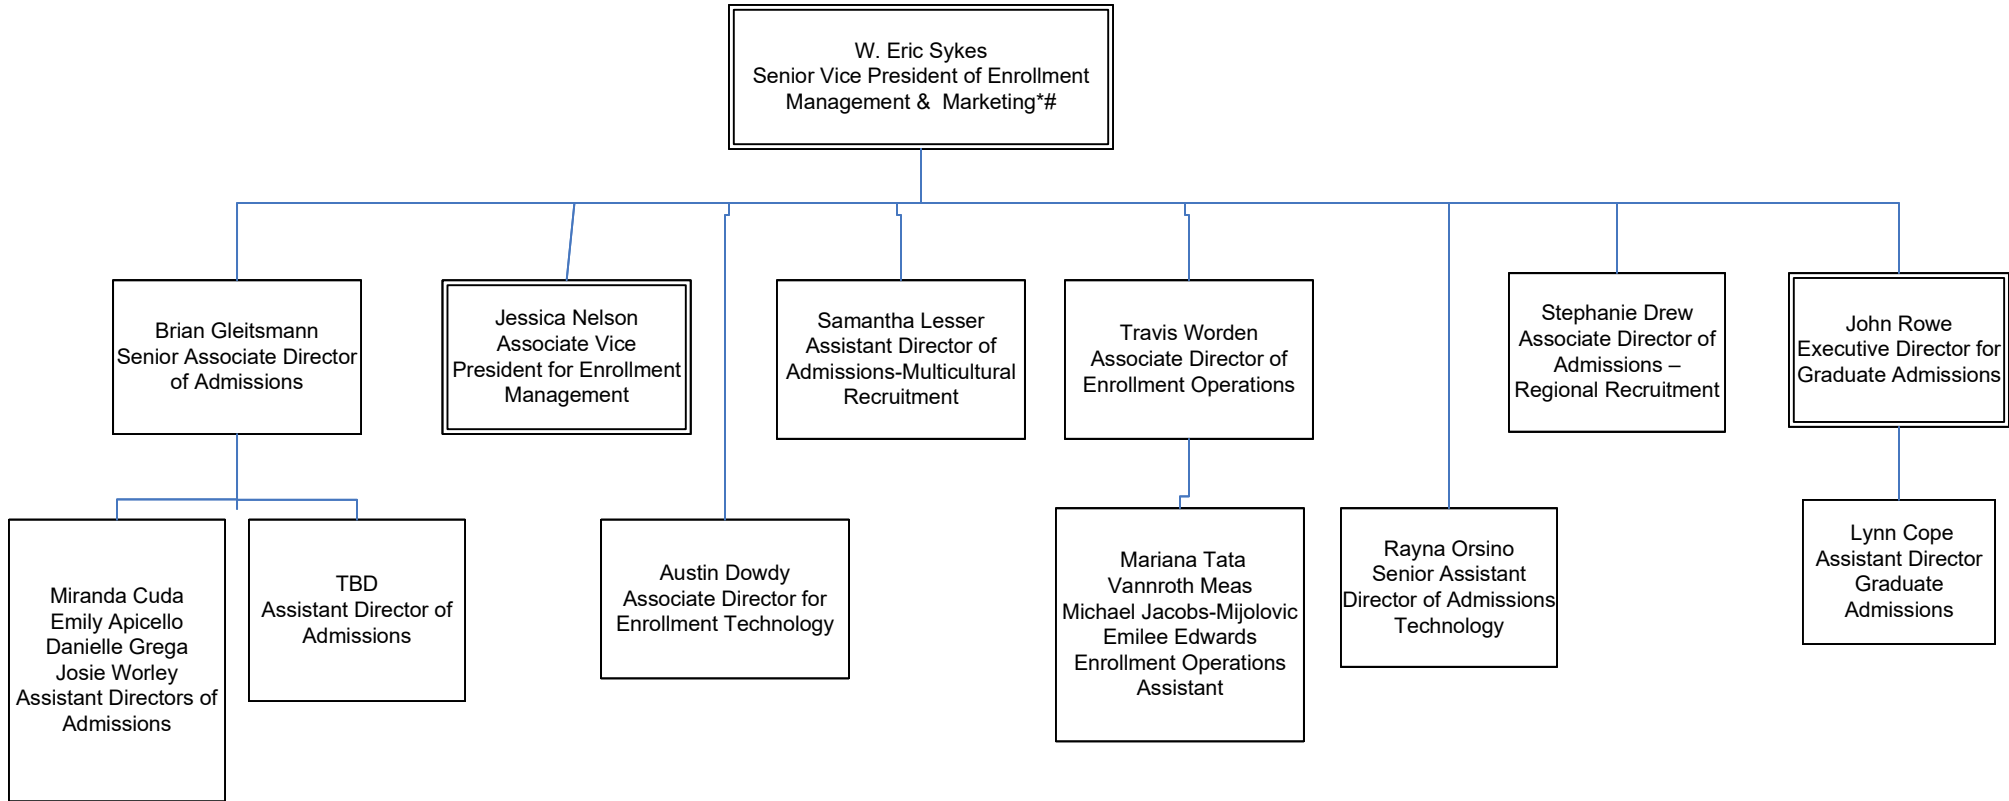 W. Eric Sykes
Senior Vice President of Enrollment
Management &  Marketing*#
Brian Gleitsmann
Senior Associate Director
of Admissions
Jessica Nelson
Associate Vice
President for Enrollment
Management
Samantha Lesser
Assistant Director of
Admissions-Multicultural
Recruitment
Travis Worden
Associate Director of
Enrollment Operations
Stephanie Drew
Associate Director of
Admissions –
Regional Recruitment
John Rowe
Executive Director for
Graduate Admissions
Miranda Cuda
Emily Apicello
Danielle Grega
Josie Worley
Assistant Directors of
Admissions
TBD
Assistant Director of
Admissions
Austin Dowdy
Associate Director for
Enrollment Technology
Mariana Tata
Vannroth Meas
Michael Jacobs-Mijolovic
Emilee Edwards
Enrollment Operations
Assistant
Rayna Orsino
Senior Assistant
Director of Admissions
Technology
Lynn Cope
Assistant Director
Graduate
Admissions